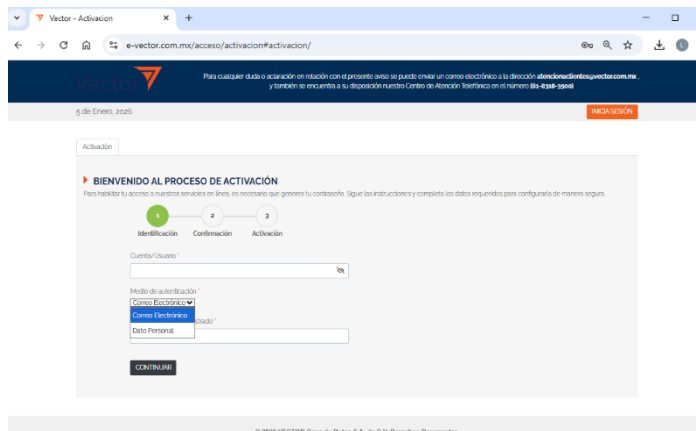 Vector - Activacion
e-vector.com.mx/acceso/activacion#activacion/
Vector
Para cualquier duda o aclaración en relación con el presente aviso se puede enviar un correo electrónico a la dirección atencionaclientes@vector.com.mx,
y también se encuentra a su disposición nuestro Centro de Atención Telefónica en el número (81-8318-3500)
5 de Enero, 2026
INICIA SESIÓN
Activación
BIENVENIDO AL PROCESO DE ACTIVACIÓN
Para habilitar tu acceso a nuestros servicios en línea, es necesario que generes tu contraseña. Sigue las instrucciones y completa los datos requeridos para configurarla de manera segura.
1 2 3
Identificación Confirmación Activación
Cuenta/Usuario *
Medio de autenticación *
Correo Electrónico
Correo Electrónico
Dato Personal
CONTINUAR